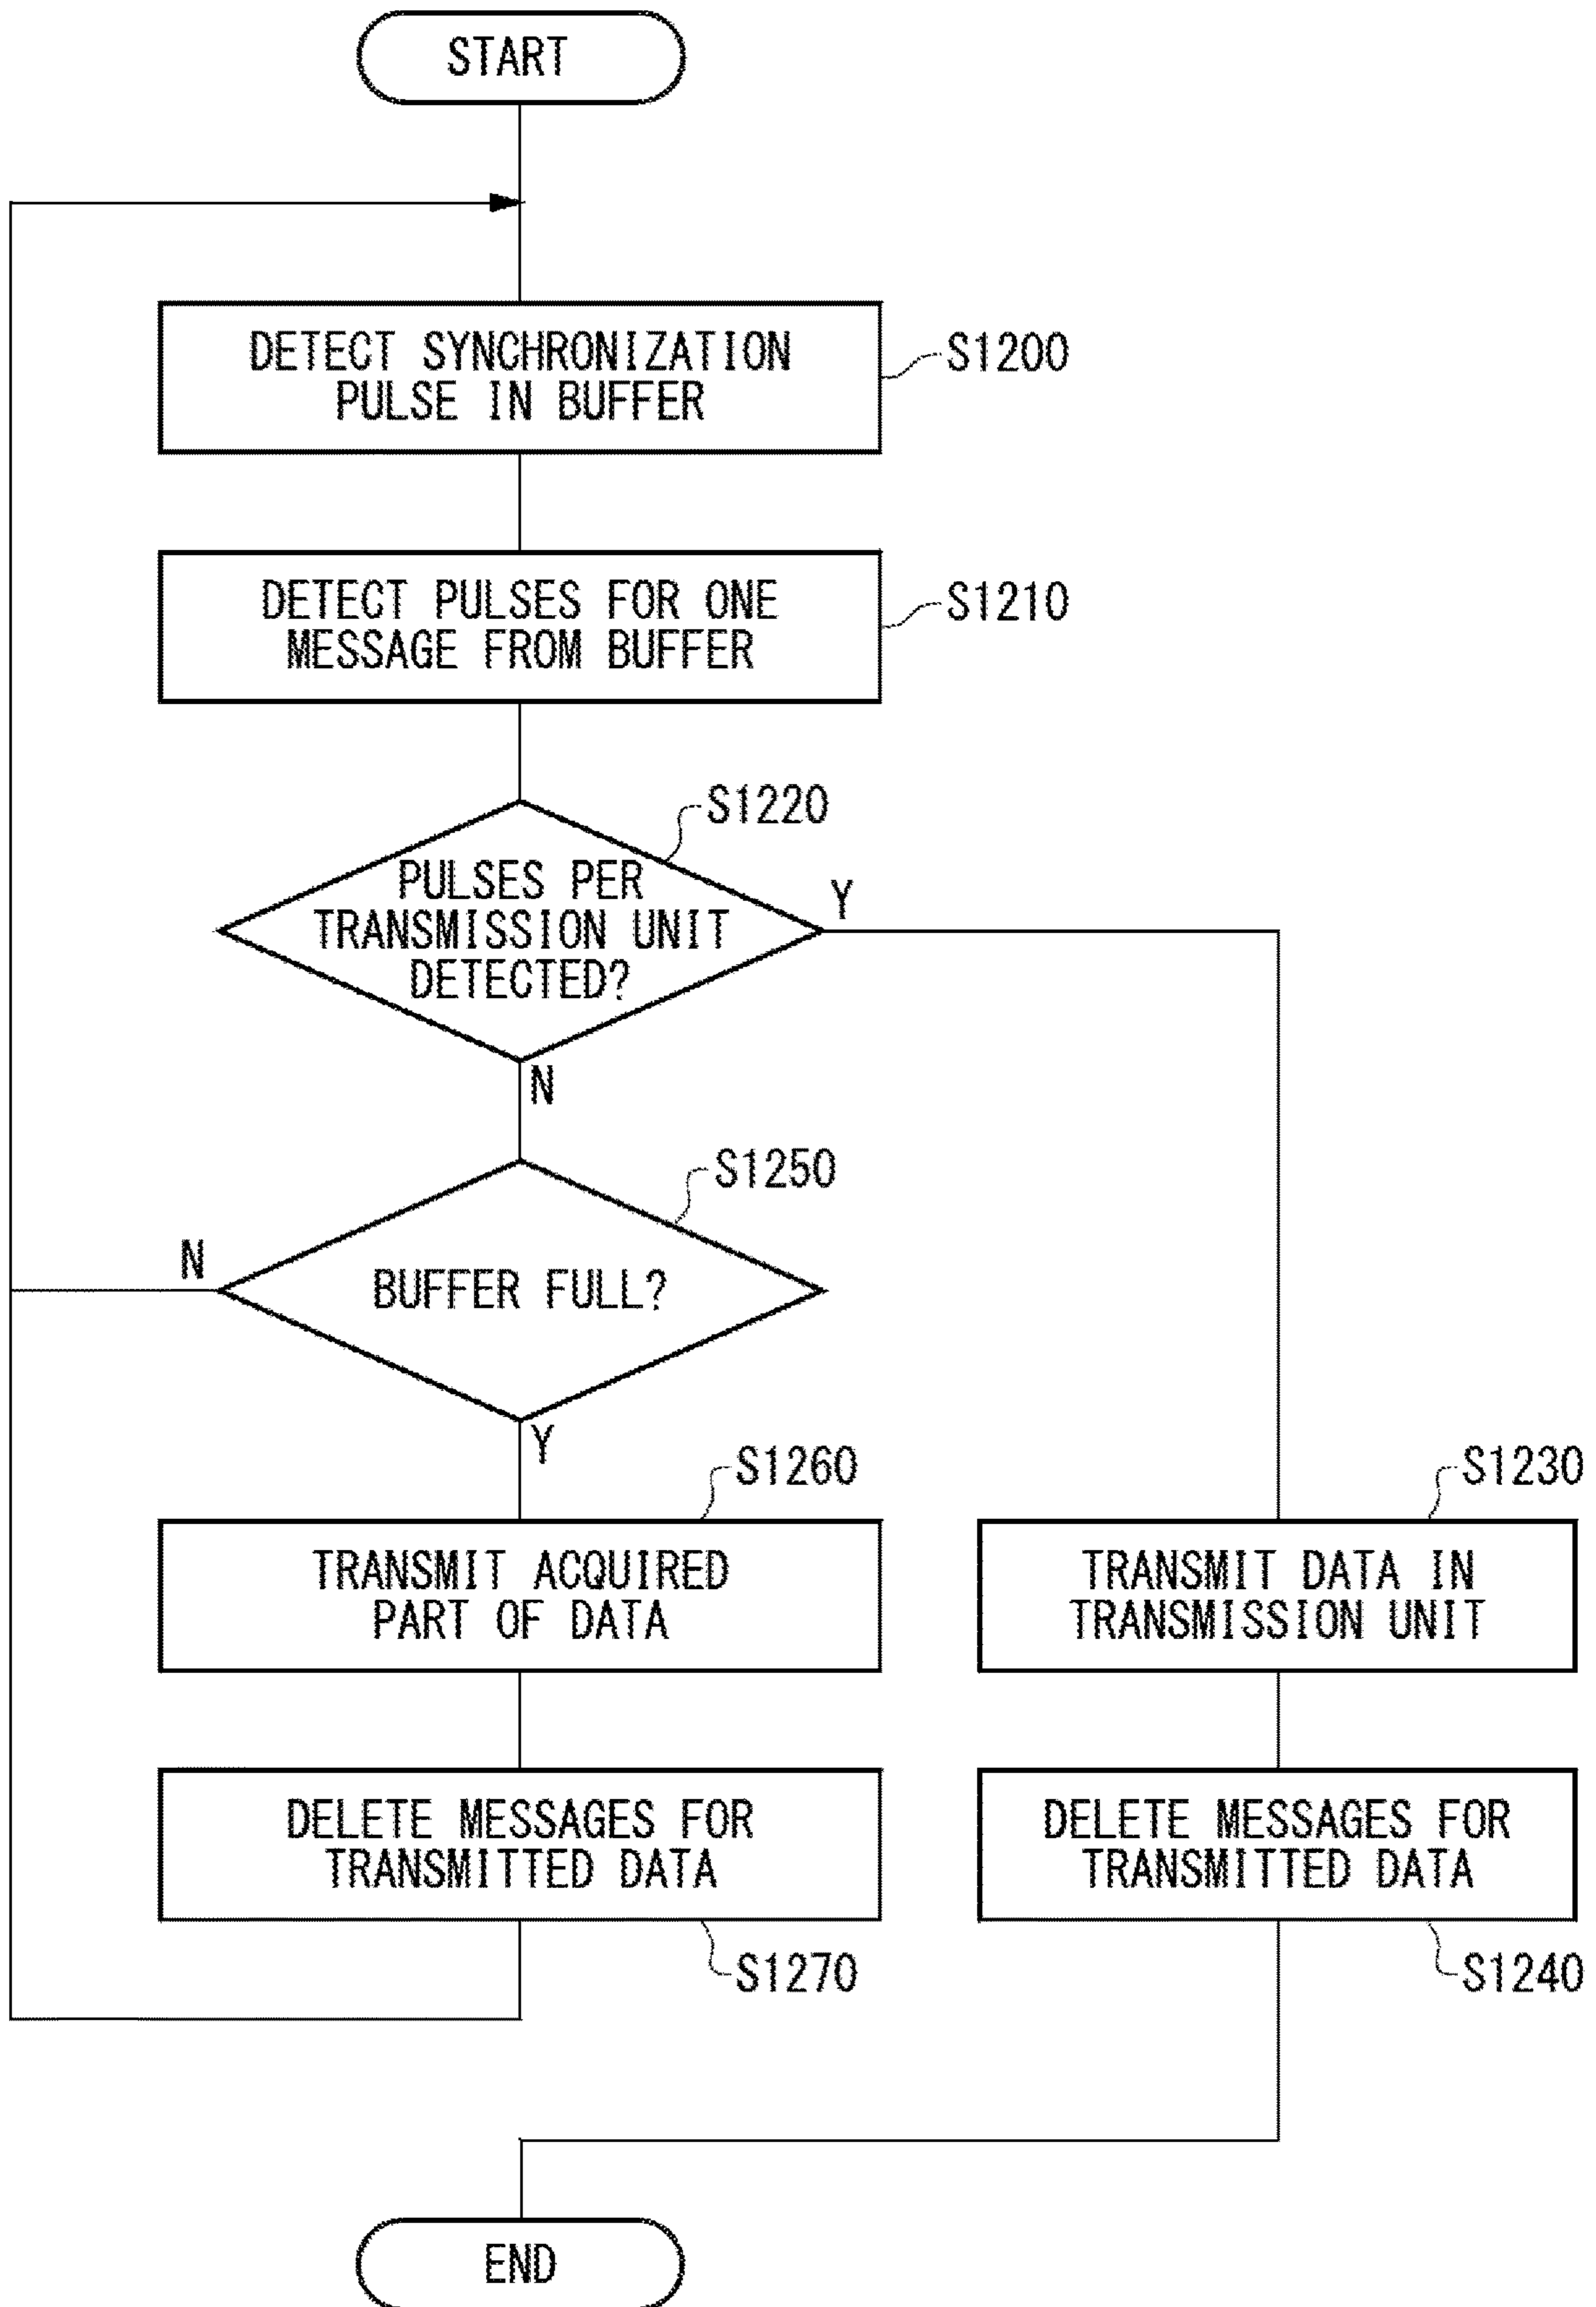 START
DETECT SYNCHRONIZATION
PULSE IN BUFFER
S1200
DETECT PULSES FOR ONE
MESSAGE FROM BUFFER
S1210
S1220
PULSES PER
TRANSMISSION UNIT
DETECTED?
Y
N
S1250
BUFFER FULL?
N
Y
S1260
TRANSMIT ACQUIRED
PART OF DATA
S1230
TRANSMIT DATA IN
TRANSMISSION UNIT
DELETE MESSAGES FOR
TRANSMITTED DATA
S1270
DELETE MESSAGES FOR
TRANSMITTED DATA
S1240
END